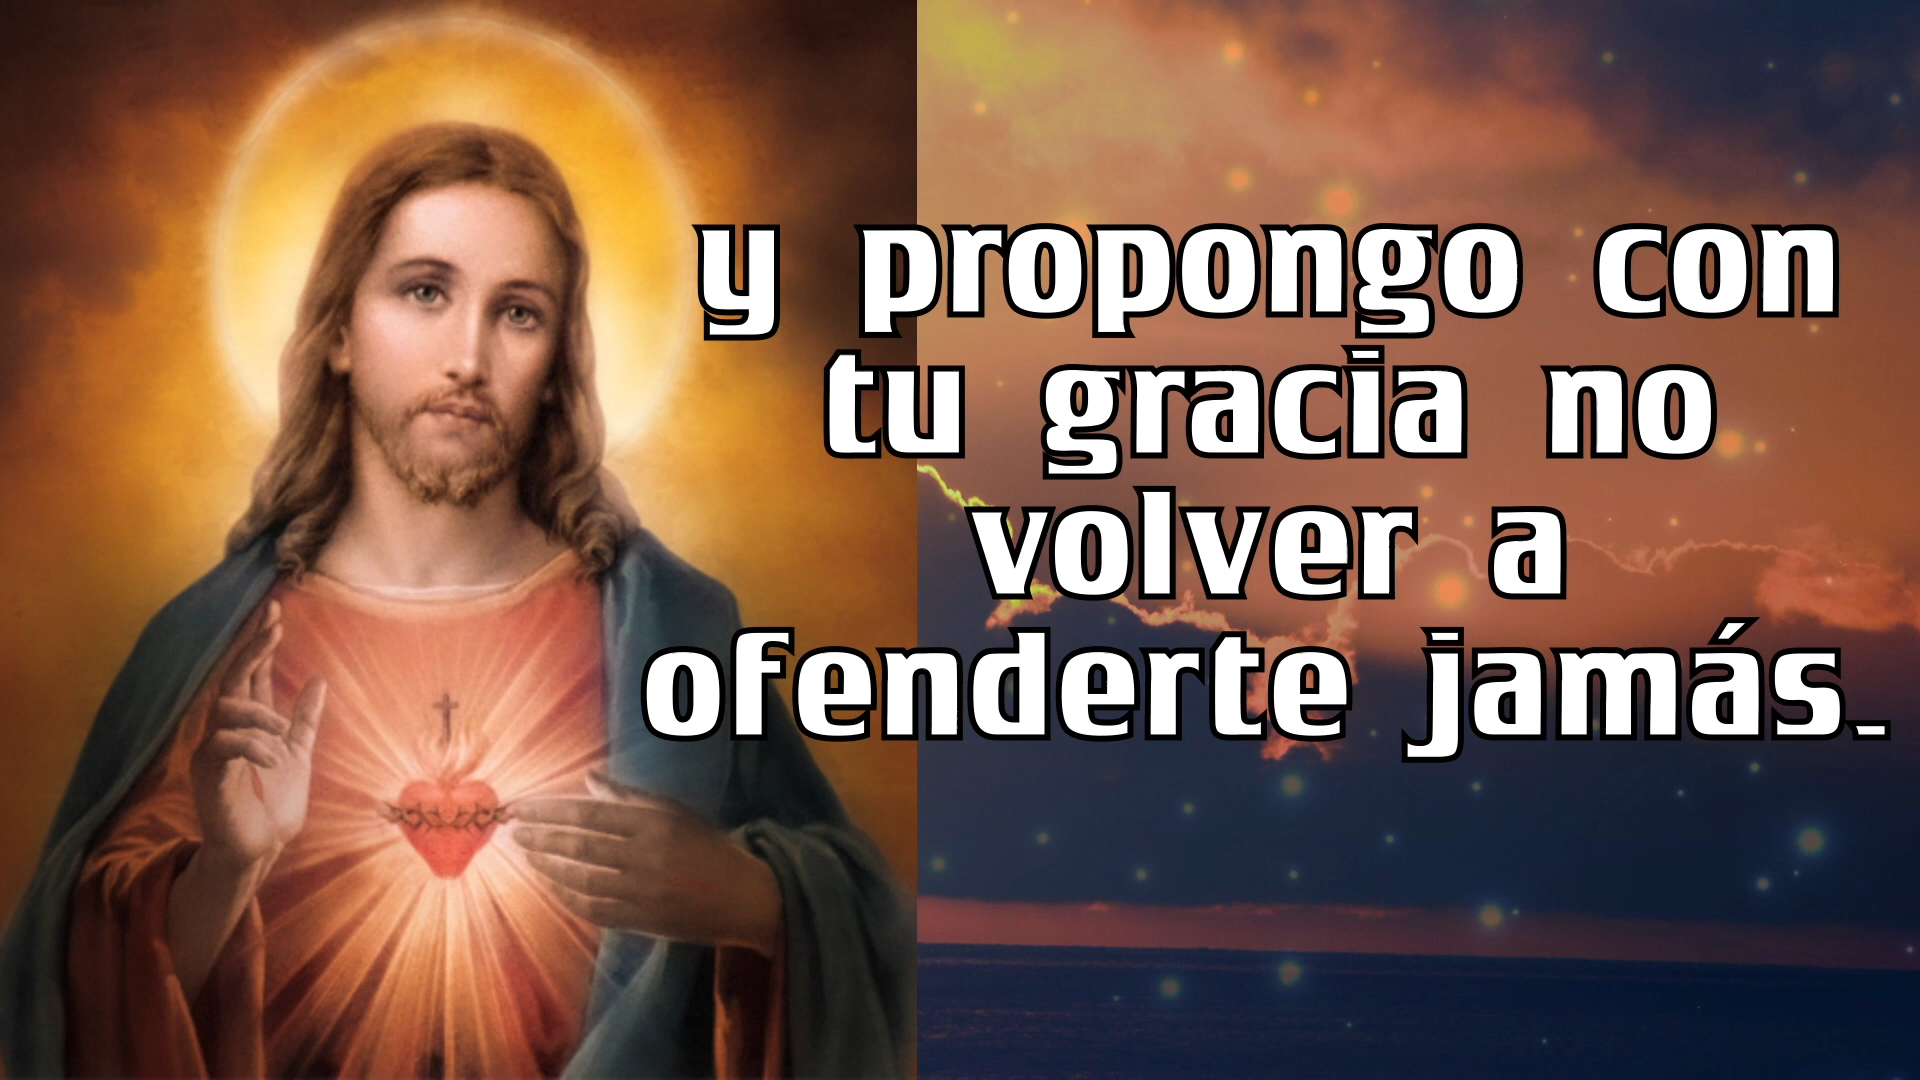 y propongo con
tu gracia no
volver a
ofenderte jamás.